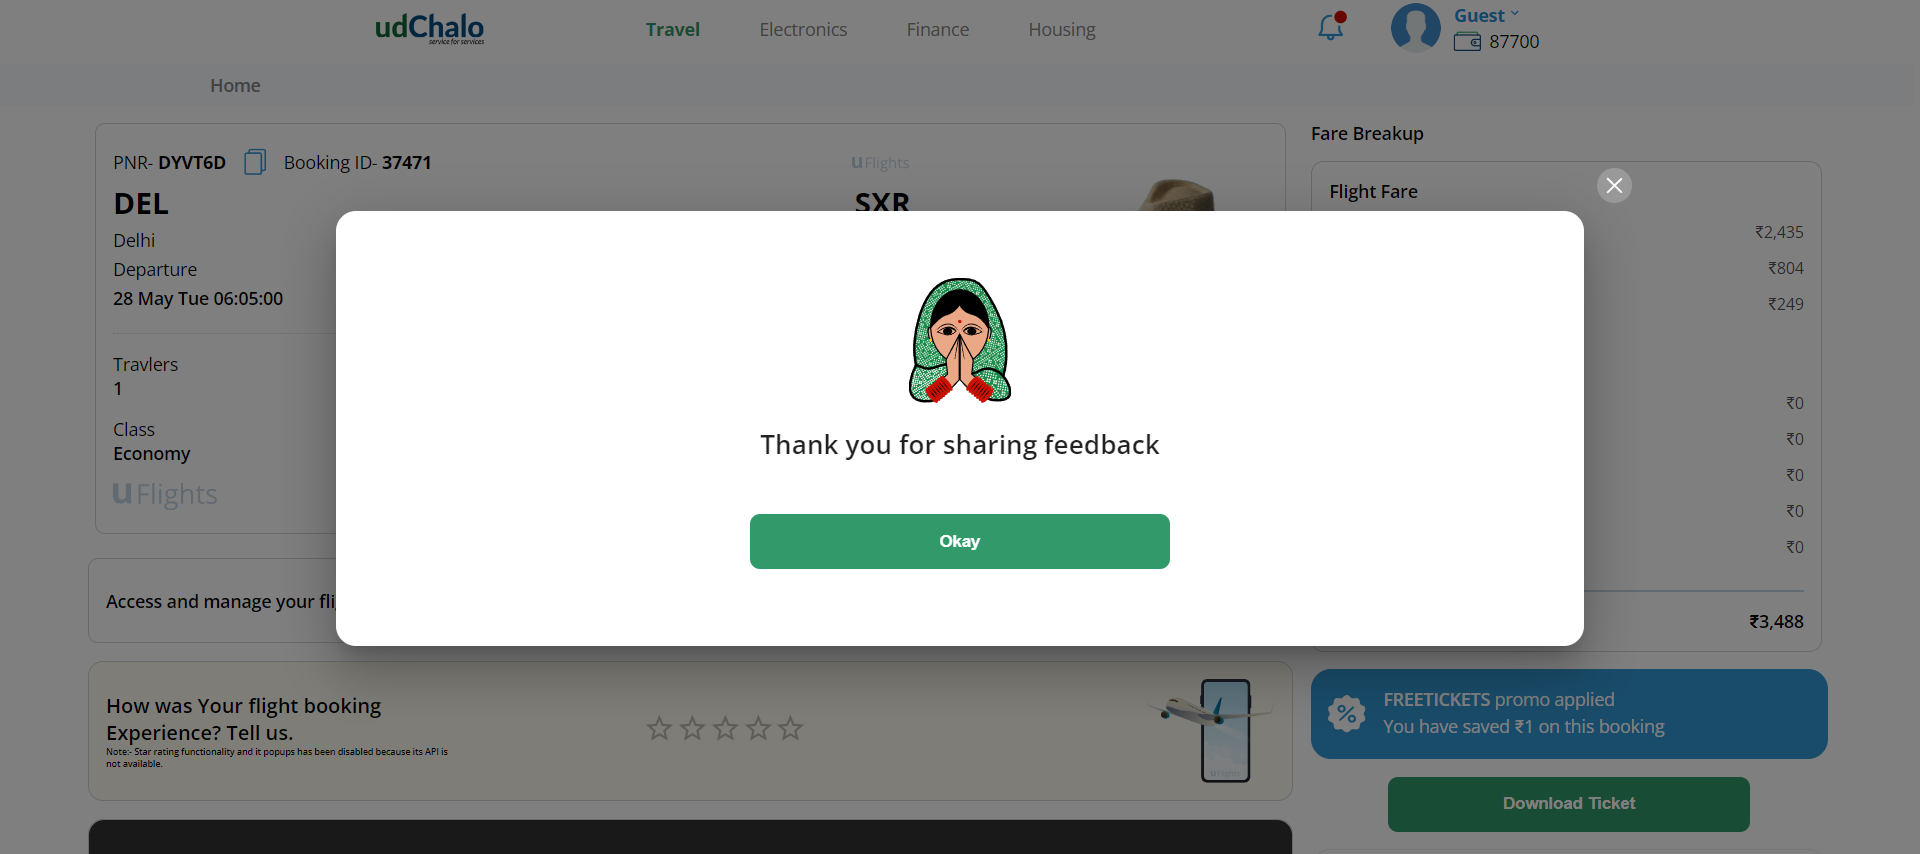 udChalo
service for services
Travel
Electronics
Finance
Housing
Guest
87700
Home
PNR- DYVT6D
Booking ID- 37471
uFlights
DEL
SXR
Delhi
Departure
28 May Tue 06:05:00
Travlers
1
Class
Economy
uFlights
Access and manage your fli
Thank you for sharing feedback
Okay
How was Your flight booking
Experience? Tell us.
Note:- Star rating functionality and it popups has been disabled because its API is
not available.
uFlights
Fare Breakup
Flight Fare
₹2,435
₹804
₹249
₹0
₹0
₹0
₹0
₹0
₹3,488
FREETICKETS promo applied
You have saved ₹1 on this booking
Download Ticket